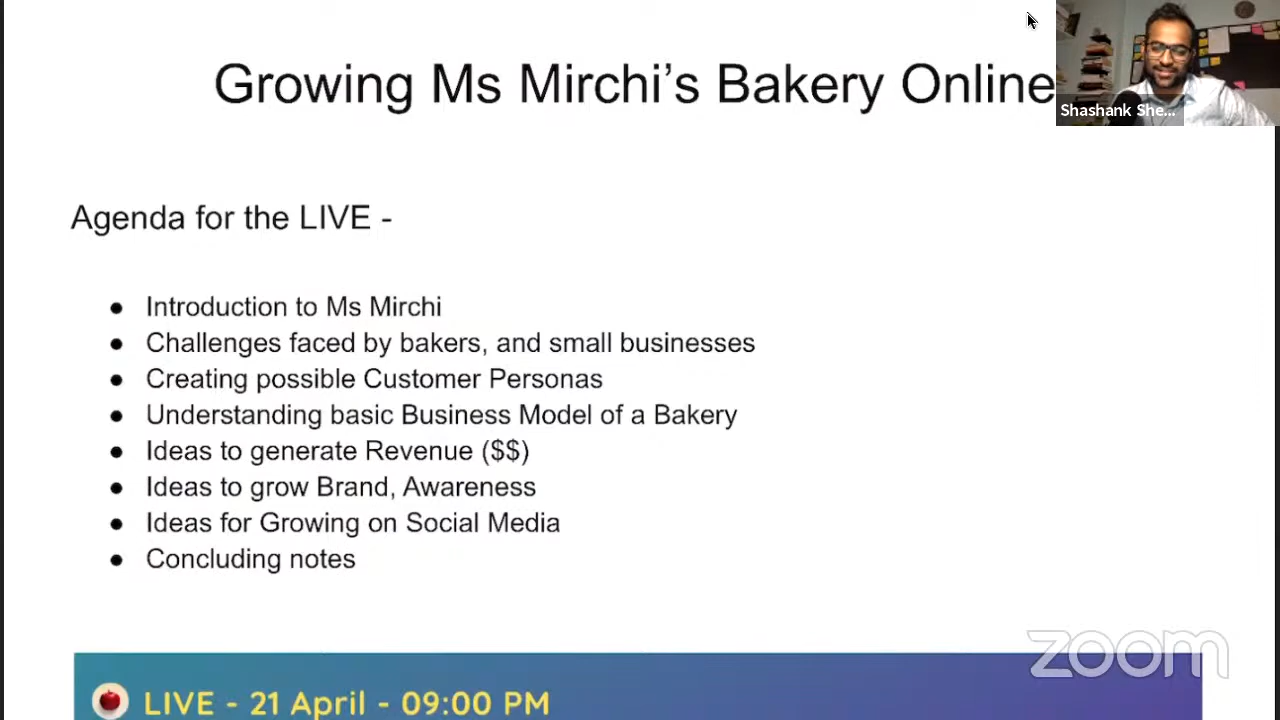 Growing Ms Mirchi’s Bakery Online
Shashank She...
Agenda for the LIVE -
● Introduction to Ms Mirchi
● Challenges faced by bakers, and small businesses
● Creating possible Customer Personas
● Understanding basic Business Model of a Bakery
● Ideas to generate Revenue ($$)
● Ideas to grow Brand, Awareness
● Ideas for Growing on Social Media
● Concluding notes
zoom
LIVE - 21 April - 09:00 PM